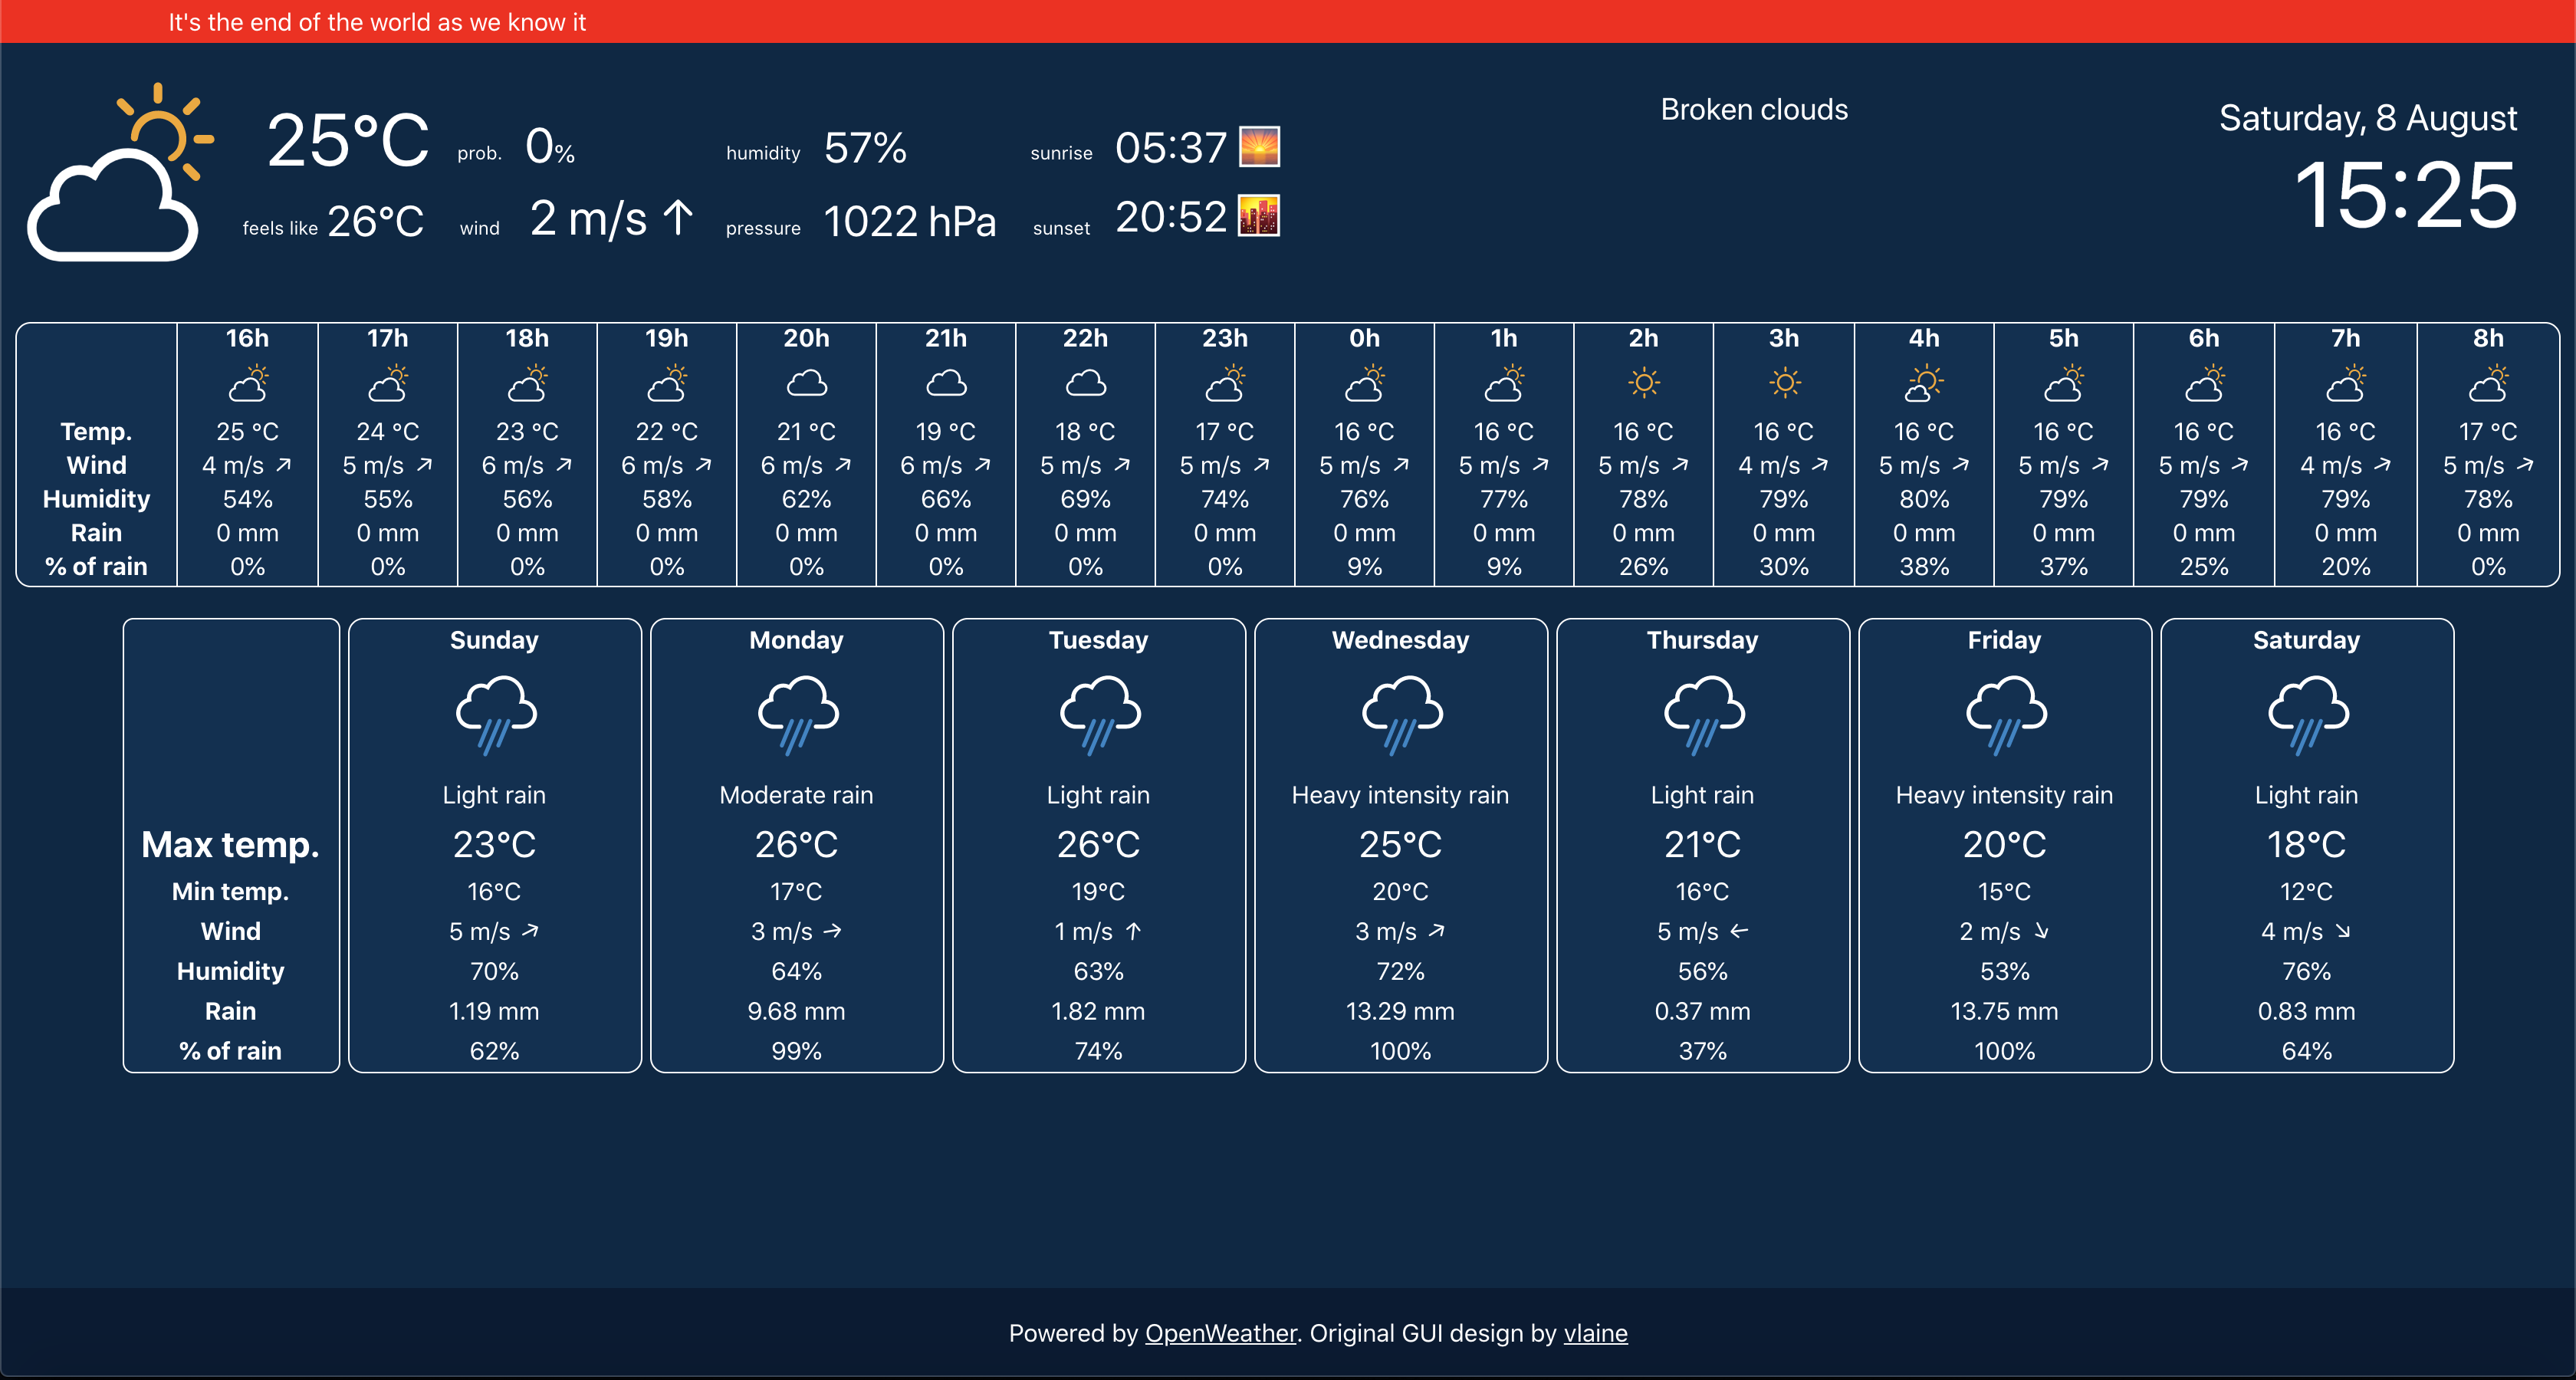 It's the end of the world as we know it
25°C prob. 0% humidity 57% sunrise 05:37
feels like 26°C wind 2 m/s ↑ pressure 1022 hPa sunset 20:52
Broken clouds
Saturday, 8 August
15:25
16h 17h 18h 19h 20h 21h 22h 23h 0h 1h 2h 3h 4h 5h 6h 7h 8h
Temp. 25 °C 24 °C 23 °C 22 °C 21 °C 19 °C 18 °C 17 °C 16 °C 16 °C 16 °C 16 °C 16 °C 16 °C 16 °C 16 °C 17 °C
Wind 4 m/s ↗ 5 m/s ↗ 6 m/s ↗ 6 m/s ↗ 6 m/s ↗ 6 m/s ↗ 5 m/s ↗ 5 m/s ↗ 5 m/s ↗ 5 m/s ↗ 5 m/s ↗ 4 m/s ↗ 5 m/s ↗ 5 m/s ↗ 5 m/s ↗ 4 m/s ↗ 5 m/s ↗
Humidity 54% 55% 56% 58% 62% 66% 69% 74% 76% 77% 78% 79% 80% 79% 79% 79% 78%
Rain 0 mm 0 mm 0 mm 0 mm 0 mm 0 mm 0 mm 0 mm 0 mm 0 mm 0 mm 0 mm 0 mm 0 mm 0 mm 0 mm 0 mm
% of rain 0% 0% 0% 0% 0% 0% 0% 0% 9% 9% 26% 30% 38% 37% 25% 20% 0%
Sunday Monday Tuesday Wednesday Thursday Friday Saturday
Light rain Moderate rain Light rain Heavy intensity rain Light rain Heavy intensity rain Light rain
Max temp. 23°C 26°C 26°C 25°C 21°C 20°C 18°C
Min temp. 16°C 17°C 19°C 20°C 16°C 15°C 12°C
Wind 5 m/s ↗ 3 m/s → 1 m/s ↑ 3 m/s ↗ 5 m/s ← 2 m/s ↘ 4 m/s ↘
Humidity 70% 64% 63% 72% 56% 53% 76%
Rain 1.19 mm 9.68 mm 1.82 mm 13.29 mm 0.37 mm 13.75 mm 0.83 mm
% of rain 62% 99% 74% 100% 37% 100% 64%
Powered by OpenWeather. Original GUI design by vlaine